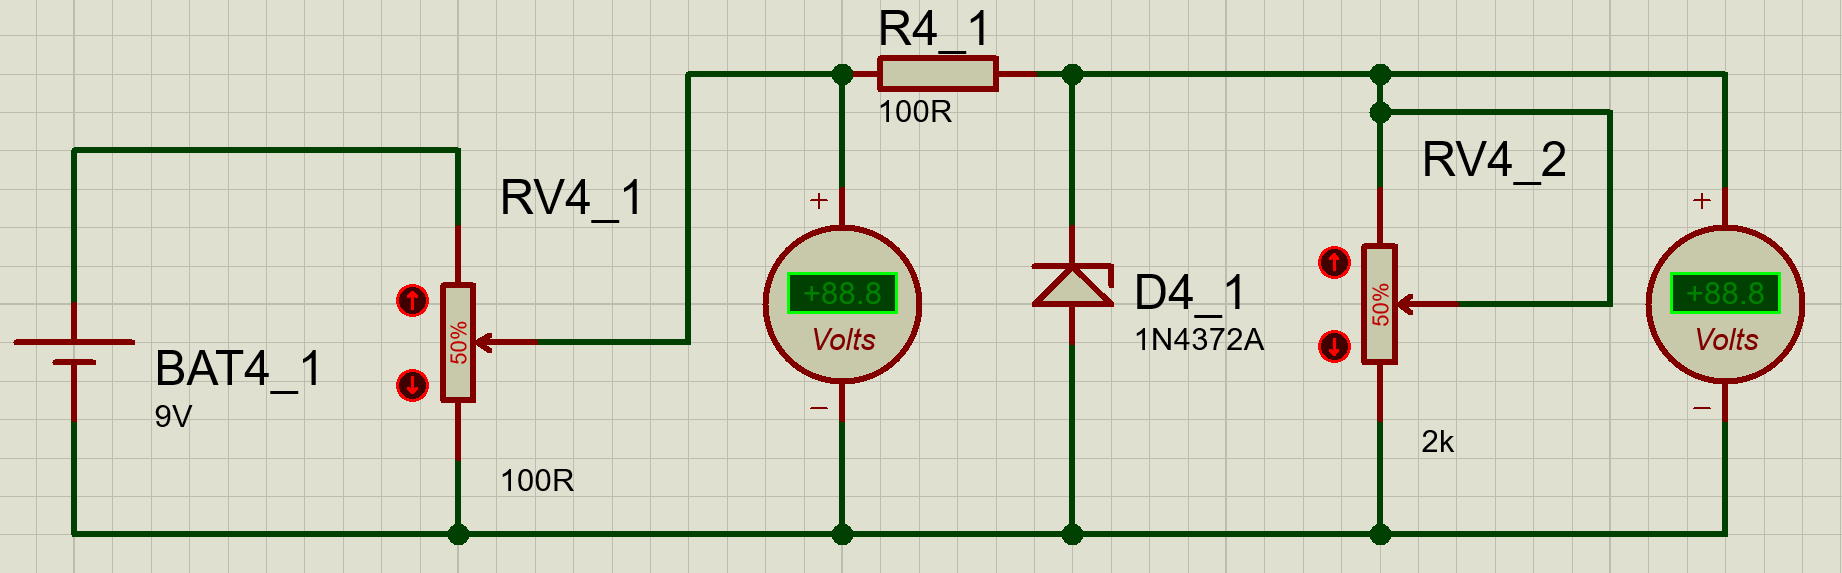 R4_1
100R
RV4_1
50%
100R
BAT4_1
9V
+
+88.8
Volts
−
D4_1
1N4372A
RV4_2
50%
2k
+
+88.8
Volts
−